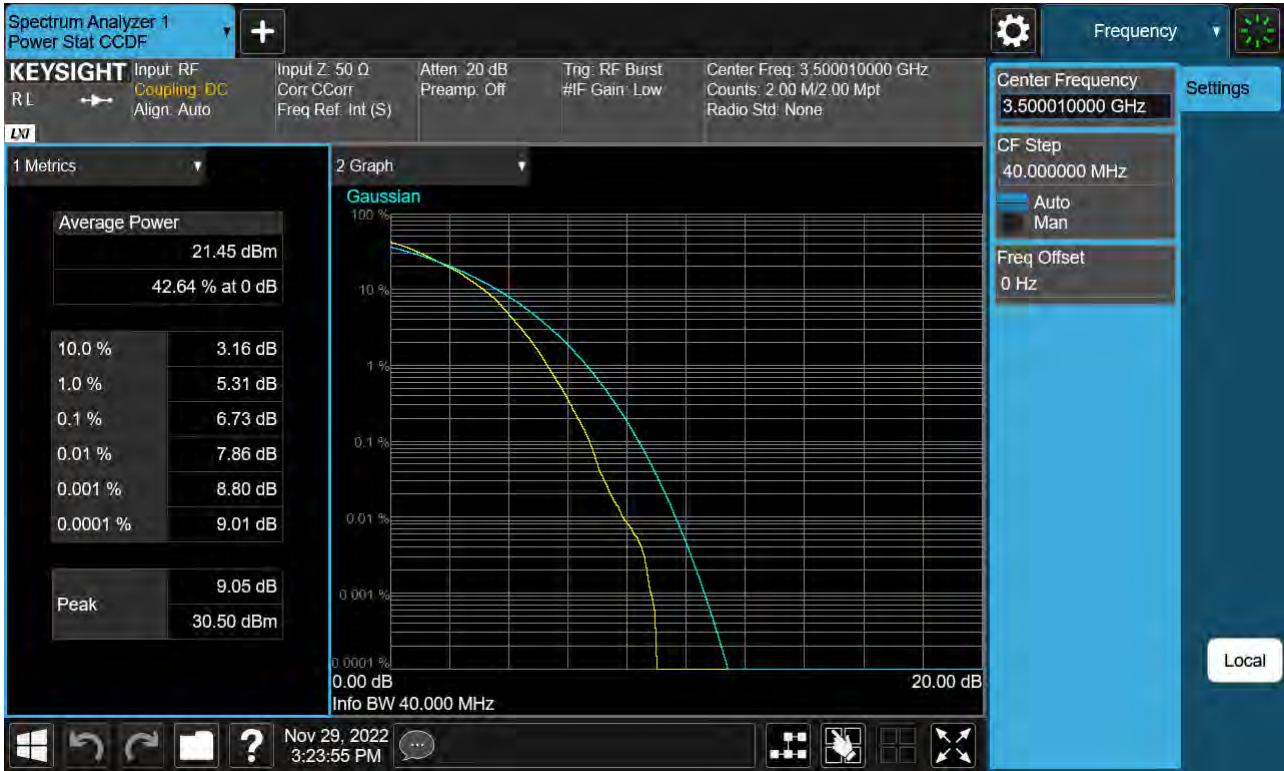 Spectrum Analyzer 1
Power Stat CCDF
Frequency
KEYSIGHT
RL
LXI
Input: RF
Coupling: DC
Align: Auto
Input Z: 50 Ω
Corr CCorr
Freq Ref: Int (S)
Atten: 20 dB
Preamp: Off
Trig: RF Burst
#IF Gain: Low
Center Freq: 3.500010000 GHz
Counts: 2.00 M/2.00 Mpt
Radio Std: None
Center Frequency
3.500010000 GHz
Settings
CF Step
40.000000 MHz
Auto
Man
Freq Offset
0 Hz
1 Metrics
Average Power
21.45 dBm
42.64 % at 0 dB
10.0 % 3.16 dB
1.0 % 5.31 dB
0.1 % 6.73 dB
0.01 % 7.86 dB
0.001 % 8.80 dB
0.0001 % 9.01 dB
Peak
9.05 dB
30.50 dBm
2 Graph
Gaussian
100 %
10 %
1 %
0.1 %
0.01 %
0.001 %
0.0001 %
0.00 dB 20.00 dB
Info BW 40.000 MHz
Local
?
Nov 29, 2022
3:23:55 PM